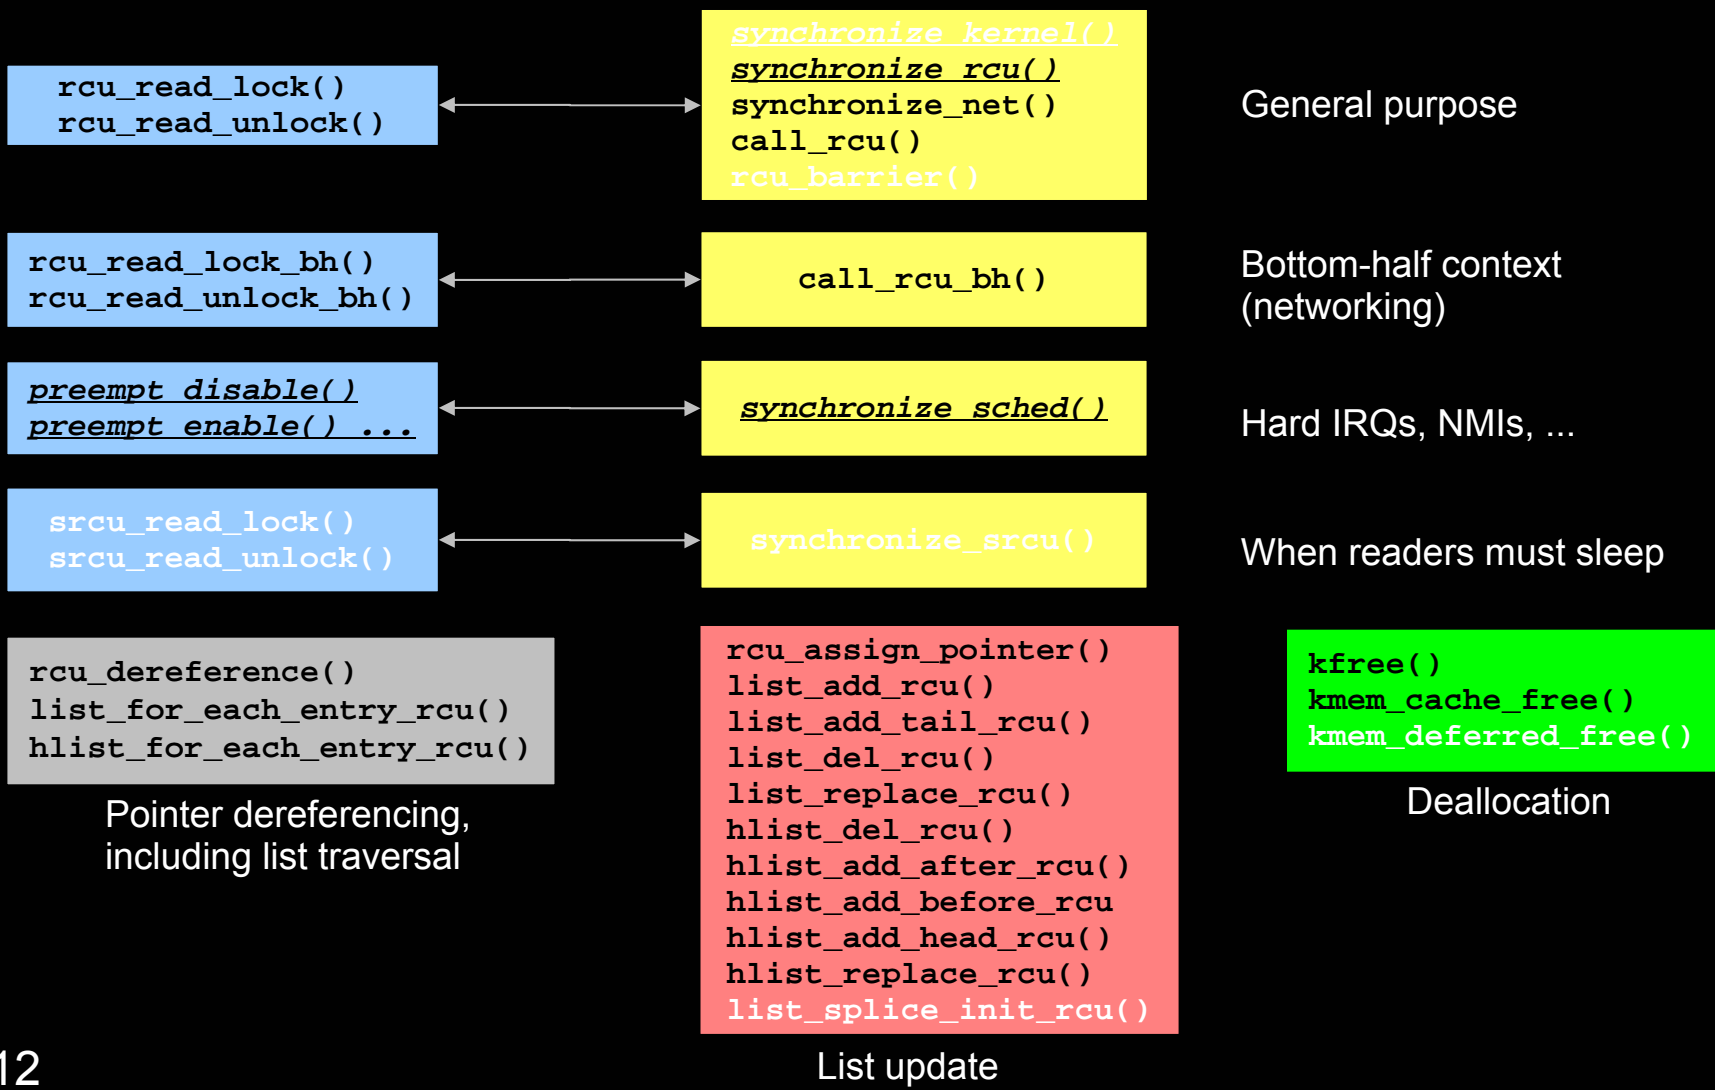 synchronize_kernel()
synchronize_rcu()
synchronize_net()
call_rcu()
rcu_barrier()
rcu_read_lock()
rcu_read_unlock()
General purpose
rcu_read_lock_bh()
rcu_read_unlock_bh()
call_rcu_bh()
Bottom-half context
(networking)
preempt_disable()
preempt_enable() ...
synchronize_sched()
Hard IRQs, NMIs, ...
srcu_read_lock()
srcu_read_unlock()
synchronize_srcu()
When readers must sleep
rcu_dereference()
list_for_each_entry_rcu()
hlist_for_each_entry_rcu()
Pointer dereferencing,
including list traversal
rcu_assign_pointer()
list_add_rcu()
list_add_tail_rcu()
list_del_rcu()
list_replace_rcu()
hlist_del_rcu()
hlist_add_after_rcu()
hlist_add_before_rcu
hlist_add_head_rcu()
hlist_replace_rcu()
list_splice_init_rcu()
List update
kfree()
kmem_cache_free()
kmem_deferred_free()
Deallocation
12